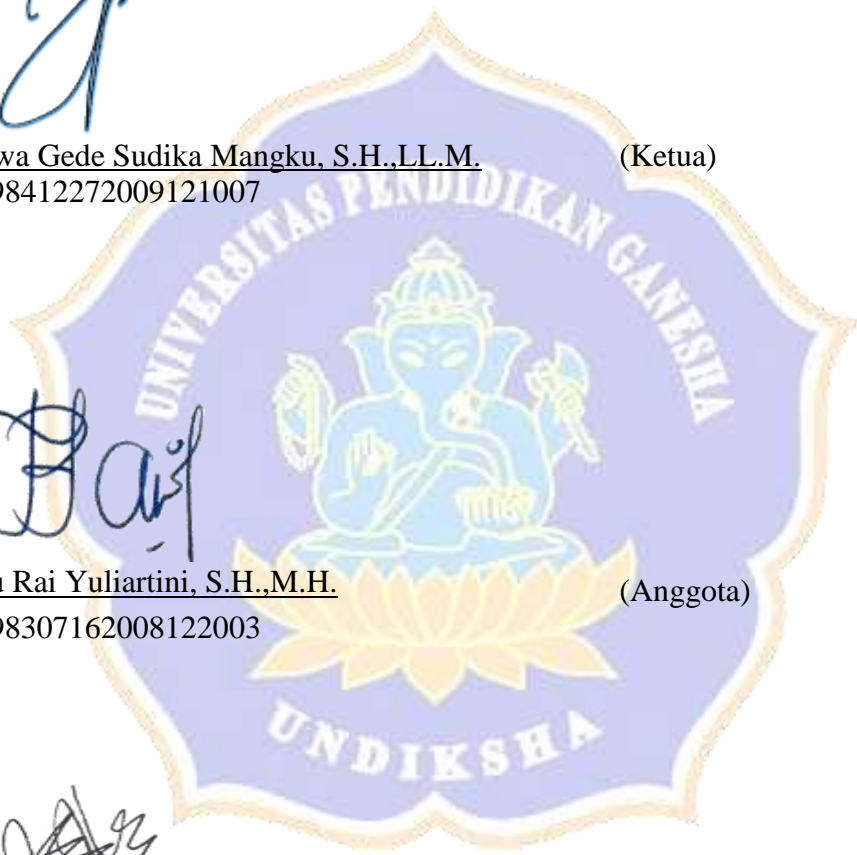 wa Gede Sudika Mangku, S.H.,LL.M. (Ketua)
98412272009121007
UNIVERSITAS PENDIDIKAN GANESHA
u Rai Yuliartini, S.H.,M.H. (Anggota)
98307162008122003
UNDIKSHA